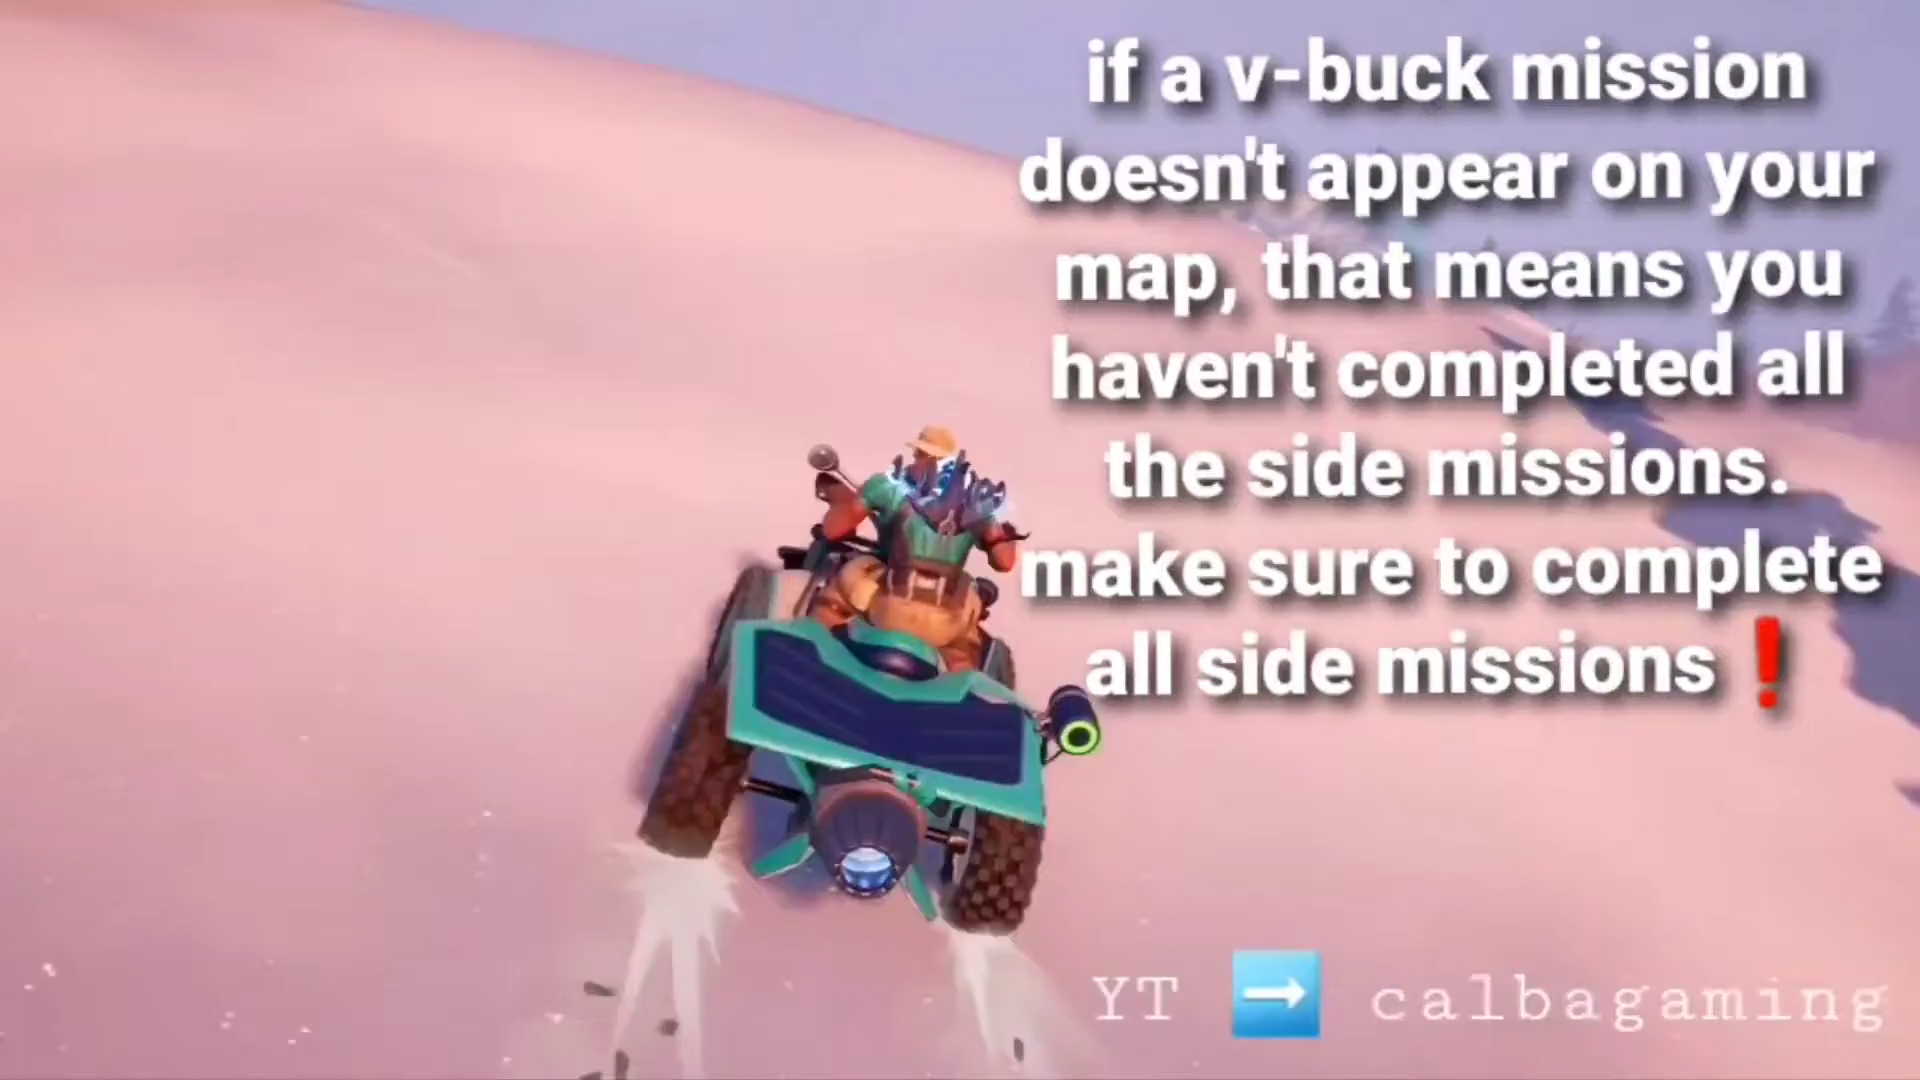 if a v-buck mission
doesn't appear on your
map, that means you
haven't completed all
the side missions.
make sure to complete
all side missions❗
YT ➡️ calbagaming